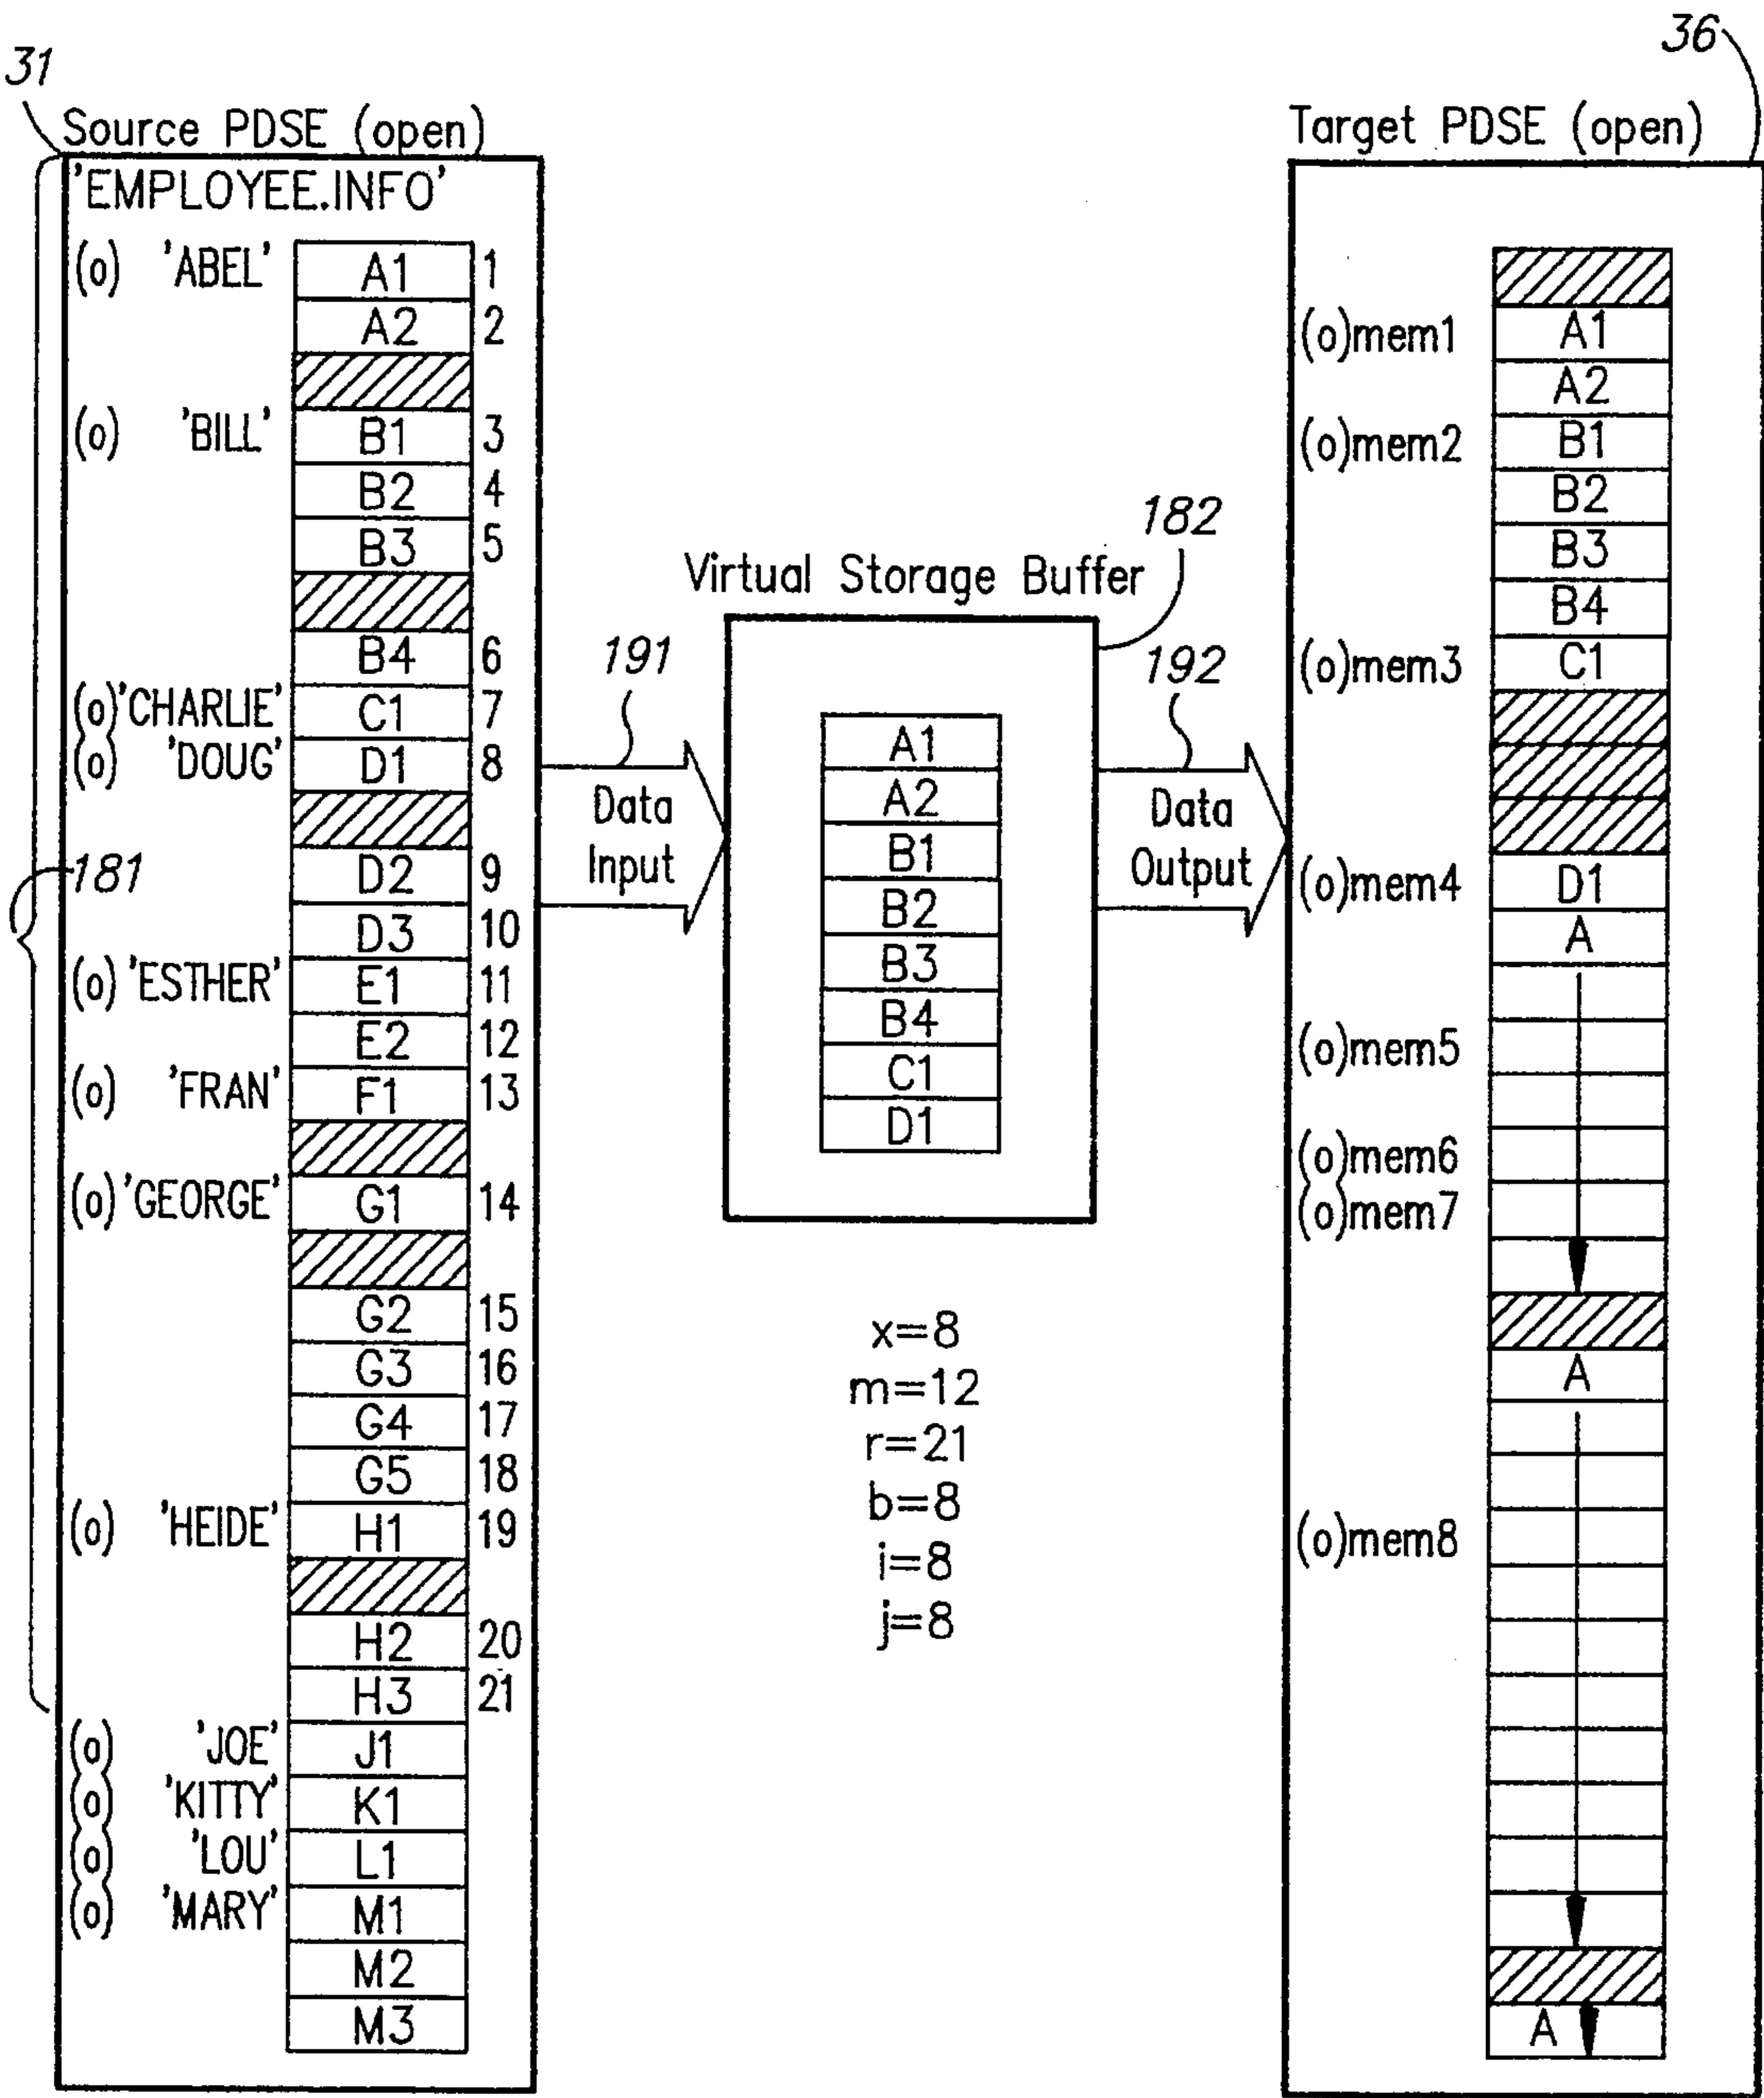 31
Source PDSE (open)
'EMPLOYEE.INFO'
(o) 'ABEL' A1 1
A2 2
(o) 'BILL' B1 3
B2 4
B3 5
B4 6
(o) 'CHARLIE' C1 7
(o) 'DOUG' D1 8
181
D2 9
D3 10
(o) 'ESTHER' E1 11
E2 12
(o) 'FRAN' F1 13
(o) 'GEORGE' G1 14
G2 15
G3 16
G4 17
G5 18
(o) 'HEIDE' H1 19
H2 20
H3 21
(o) 'JOE' J1
(o) 'KITTY' K1
(o) 'LOU' L1
(o) 'MARY' M1
M2
M3
191
Data
Input
Virtual Storage Buffer
182
A1
A2
B1
B2
B3
B4
C1
D1
x=8
m=12
r=21
b=8
i=8
j=8
192
Data
Output
36
Target PDSE (open)
(o)mem1 A1
A2
(o)mem2 B1
B2
B3
B4
(o)mem3 C1
(o)mem4 D1
A
(o)mem5
(o)mem6
(o)mem7
A
(o)mem8
A